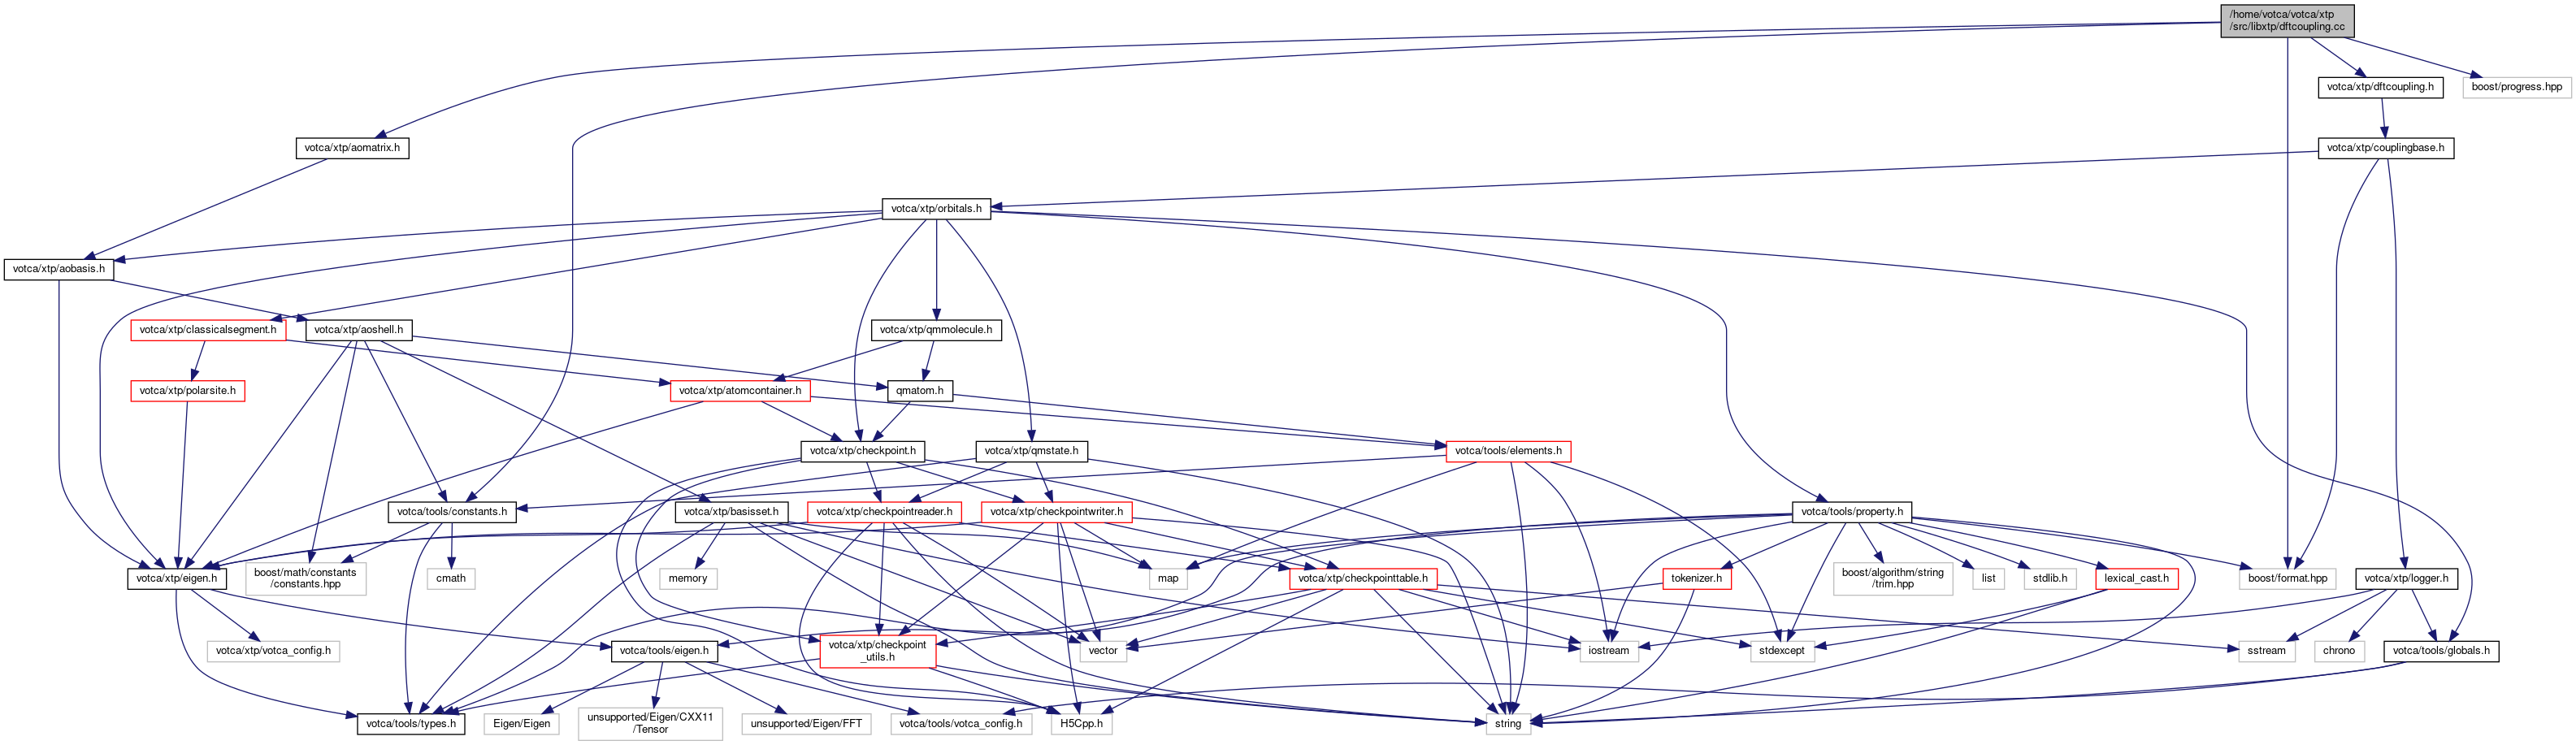 /home/votca/votca/xtp
/src/libxtp/dftcoupling.cc
votca/xtp/dftcoupling.h
boost/progress.hpp
votca/xtp/aomatrix.h
votca/xtp/couplingbase.h
votca/xtp/orbitals.h
votca/xtp/aobasis.h
votca/xtp/classicalsegment.h
votca/xtp/aoshell.h
votca/xtp/qmmolecule.h
votca/xtp/polarsite.h
votca/xtp/atomcontainer.h
qmatom.h
votca/xtp/checkpoint.h
votca/xtp/qmstate.h
votca/tools/elements.h
votca/tools/constants.h
votca/xtp/basisset.h
votca/xtp/checkpointreader.h
votca/xtp/checkpointwriter.h
votca/tools/property.h
votca/xtp/eigen.h
boost/math/constants
/constants.hpp
cmath
memory
map
votca/xtp/checkpointtable.h
tokenizer.h
boost/algorithm/string
/trim.hpp
list
stdlib.h
lexical_cast.h
boost/format.hpp
votca/xtp/logger.h
votca/xtp/votca_config.h
votca/tools/eigen.h
votca/xtp/checkpoint
_utils.h
vector
iostream
stdexcept
sstream
chrono
votca/tools/globals.h
votca/tools/types.h
Eigen/Eigen
unsupported/Eigen/CXX11
/Tensor
unsupported/Eigen/FFT
votca/tools/votca_config.h
H5Cpp.h
string